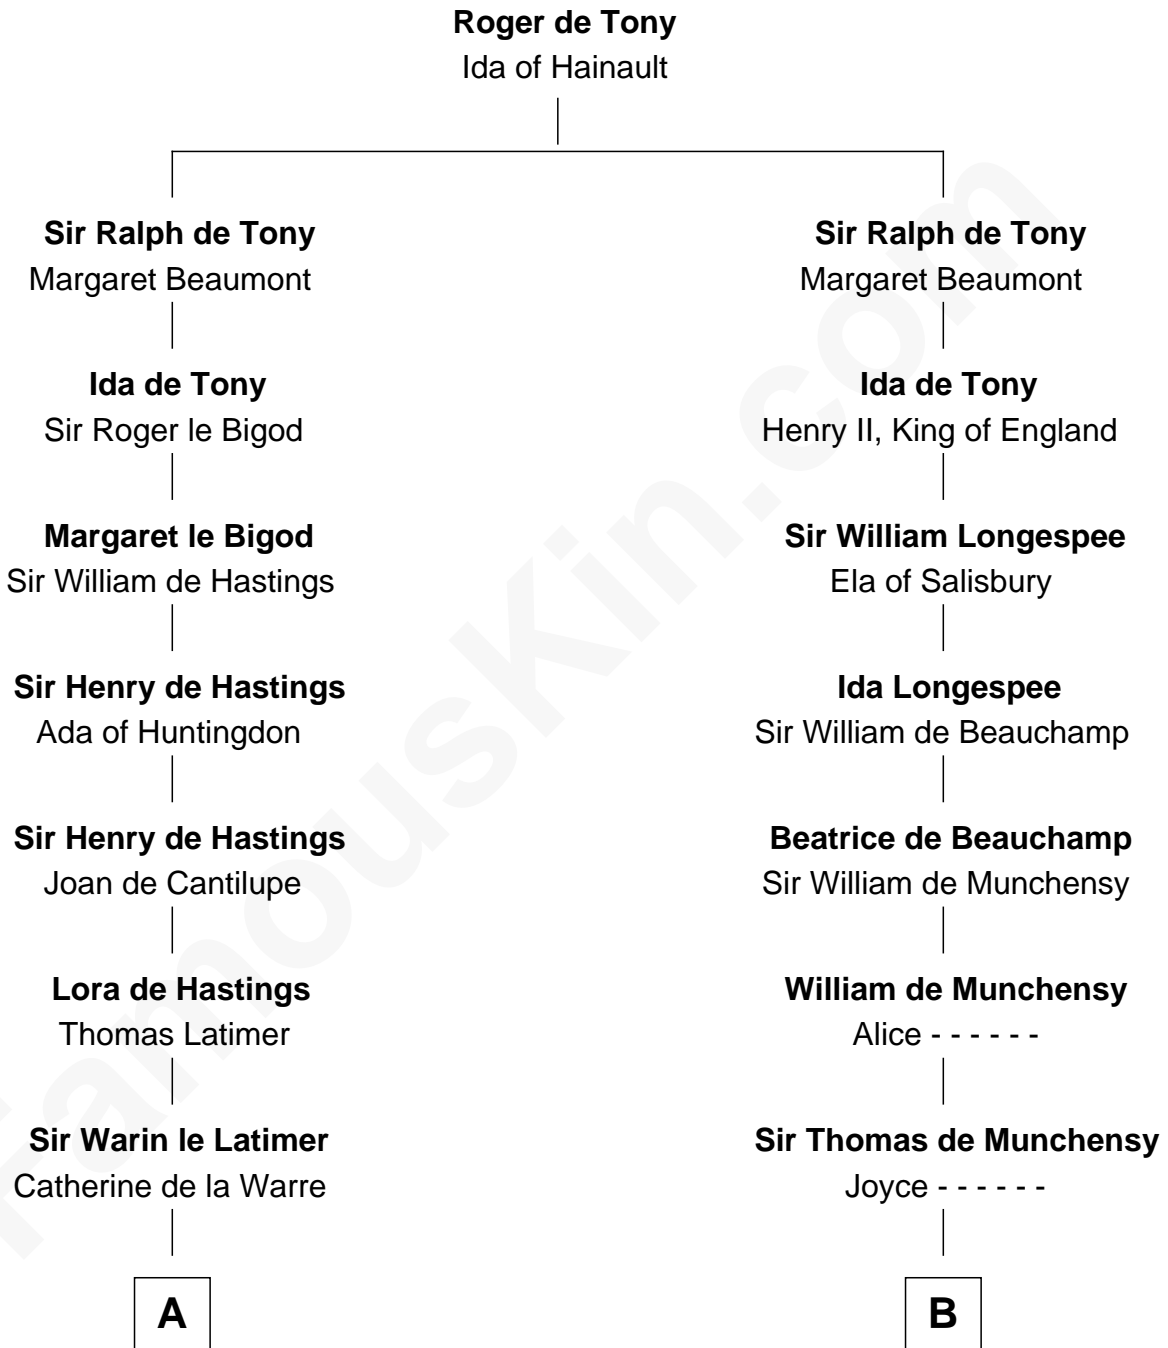 Roger de Tony
Ida of Hainault
Sir Ralph de Tony
Margaret Beaumont
Sir Ralph de Tony
Margaret Beaumont
Ida de Tony
Sir Roger le Bigod
Ida de Tony
Henry II, King of England
Margaret le Bigod
Sir William de Hastings
Sir William Longespee
Ela of Salisbury
Sir Henry de Hastings
Ada of Huntingdon
Ida Longespee
Sir William de Beauchamp
Sir Henry de Hastings
Joan de Cantilupe
Beatrice de Beauchamp
Sir William de Munchensy
Lora de Hastings
Thomas Latimer
William de Munchensy
Alice - - - - - -
Sir Warin le Latimer
Catherine de la Warre
Sir Thomas de Munchensy
Joyce - - - - - -
A
B
FamousKin.com